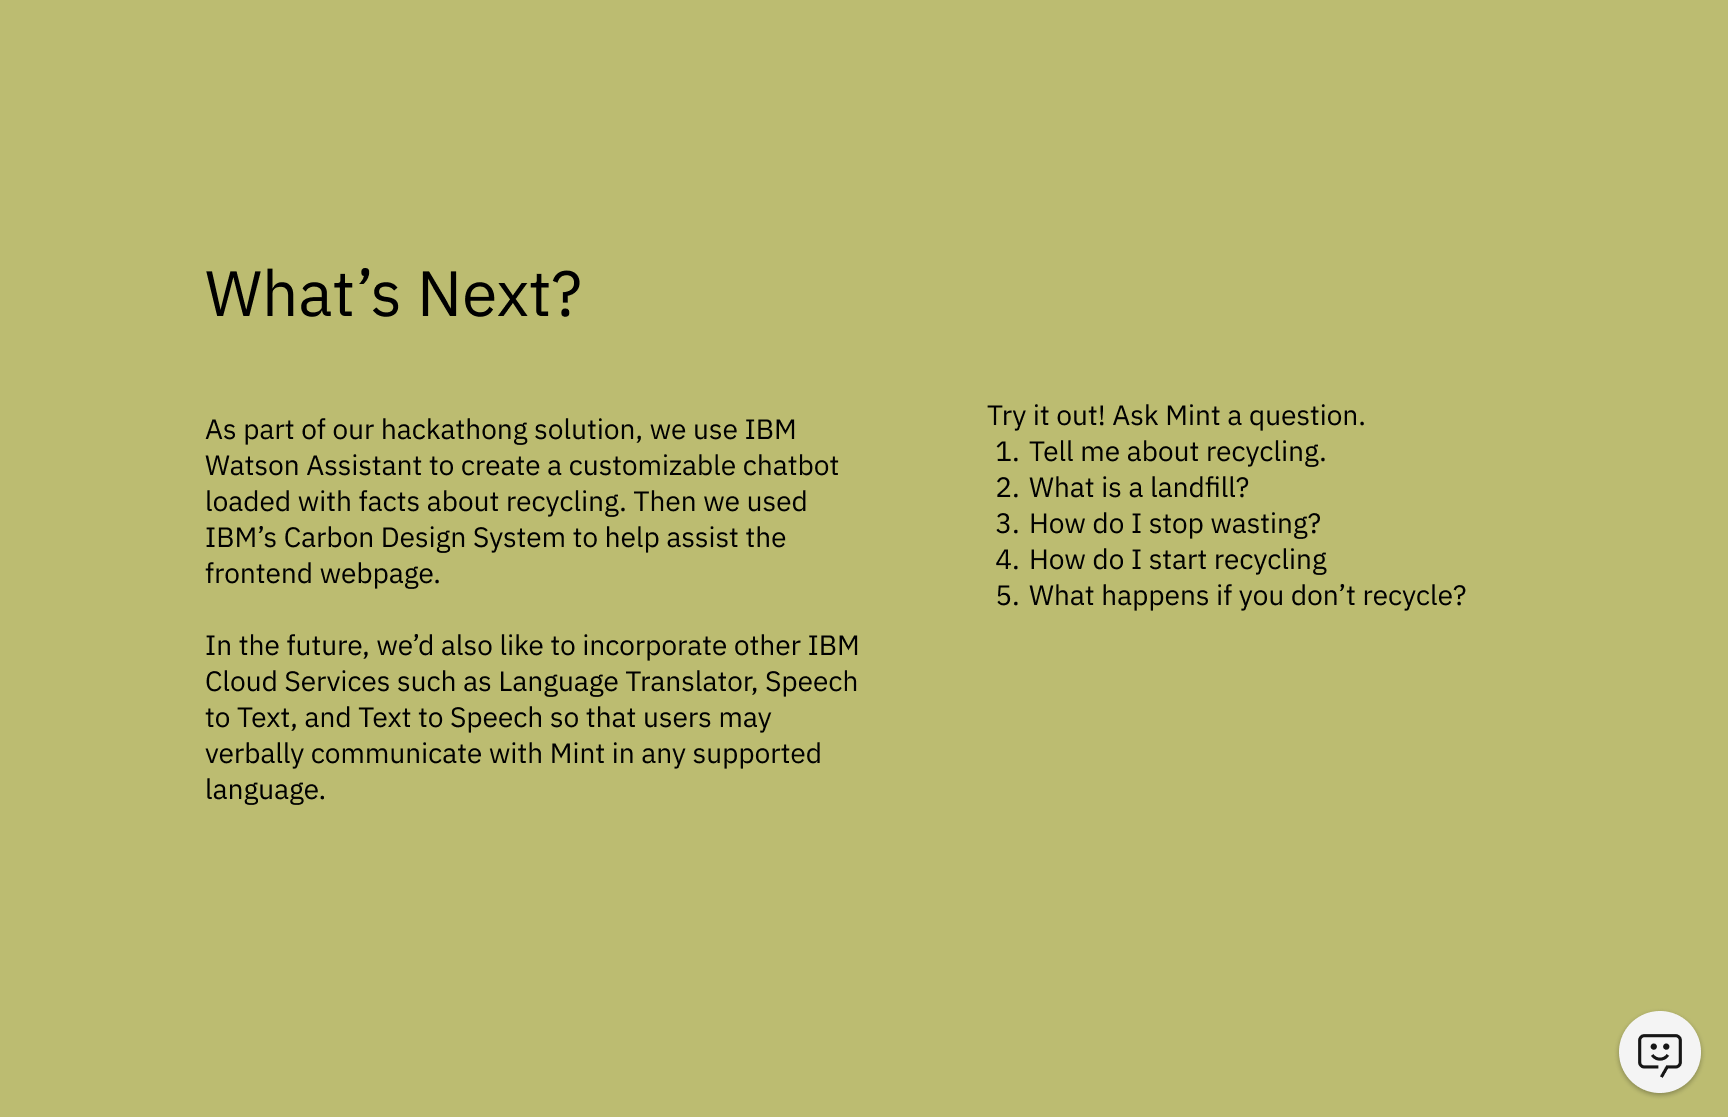 What’s Next?
As part of our hackathong solution, we use IBM
Watson Assistant to create a customizable chatbot
loaded with facts about recycling. Then we used
IBM’s Carbon Design System to help assist the
frontend webpage.
In the future, we’d also like to incorporate other IBM
Cloud Services such as Language Translator, Speech
to Text, and Text to Speech so that users may
verbally communicate with Mint in any supported
language.
Try it out! Ask Mint a question.
1. Tell me about recycling.
2. What is a landfill?
3. How do I stop wasting?
4. How do I start recycling
5. What happens if you don’t recycle?